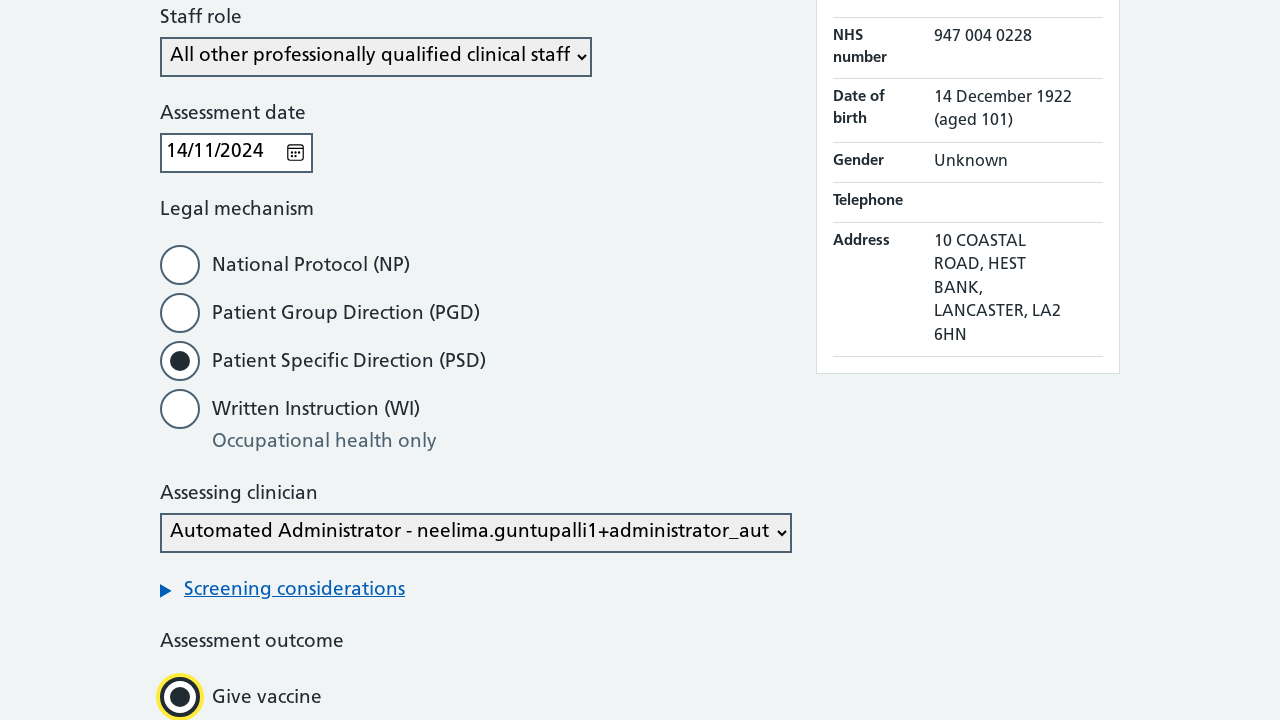 Staff role
All other professionally qualified clinical staff
Assessment date
14/11/2024
Legal mechanism
National Protocol (NP)
Patient Group Direction (PGD)
Patient Specific Direction (PSD)
Written Instruction (WI)
Occupational health only
Assessing clinician
Automated Administrator - neelima.guntupalli1+administrator_aut
Screening considerations
Assessment outcome
Give vaccine
NHS number
947 004 0228
Date of birth
14 December 1922
(aged 101)
Gender
Unknown
Telephone
Address
10 COASTAL
ROAD, HEST
BANK,
LANCASTER, LA2
6HN